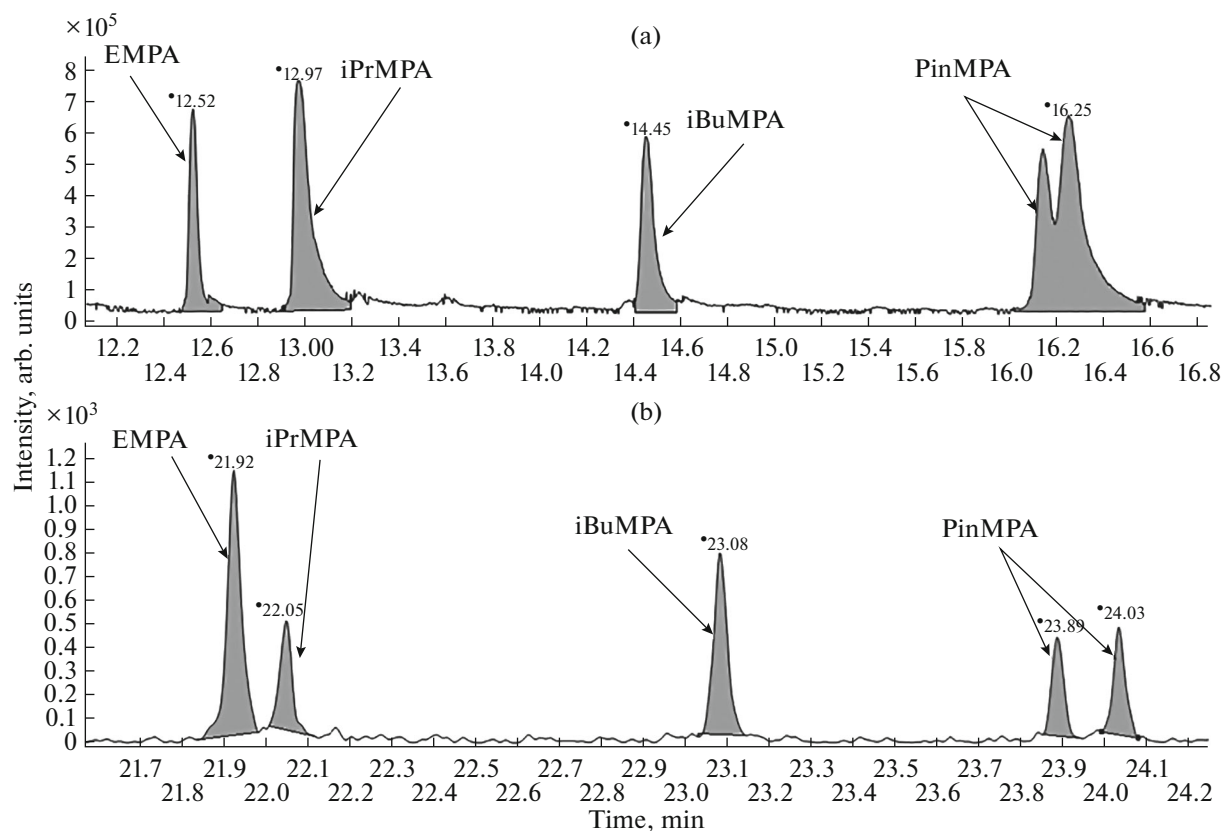 (a)
×10⁵
EMPA
iPrMPA
iBuMPA
PinMPA
•12.52
•12.97
•14.45
•16.25
8
7
6
5
4
3
2
1
0
12.2 12.6 13.00 13.4 13.8 14.2 14.6 15.0 15.4 15.8 16.2 16.6
12.4 12.8 13.2 13.6 14.0 14.4 14.8 15.2 15.6 16.0 16.4 16.8
Intensity, arb. units
(b)
×10³
EMPA
iPrMPA
iBuMPA
PinMPA
•21.92
•22.05
•23.08
•23.89
•24.03
1.2
1.1
1.0
0.9
0.8
0.7
0.6
0.5
0.4
0.3
0.2
0.1
0
21.7 21.9 22.1 22.3 22.5 22.7 22.9 23.1 23.3 23.5 23.7 23.9 24.1
21.8 22.0 22.2 22.4 22.6 22.8 23.0 23.2 23.4 23.6 23.8 24.0 24.2
Time, min